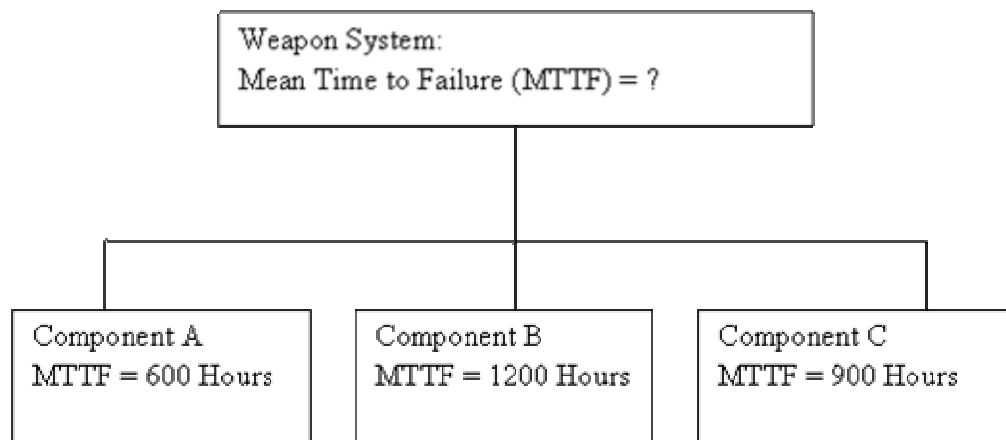 Weapon System:
Mean Time to Failure (MTTF) = ?
Component A
MTTF = 600 Hours
Component B
MTTF = 1200 Hours
Component C
MTTF = 900 Hours